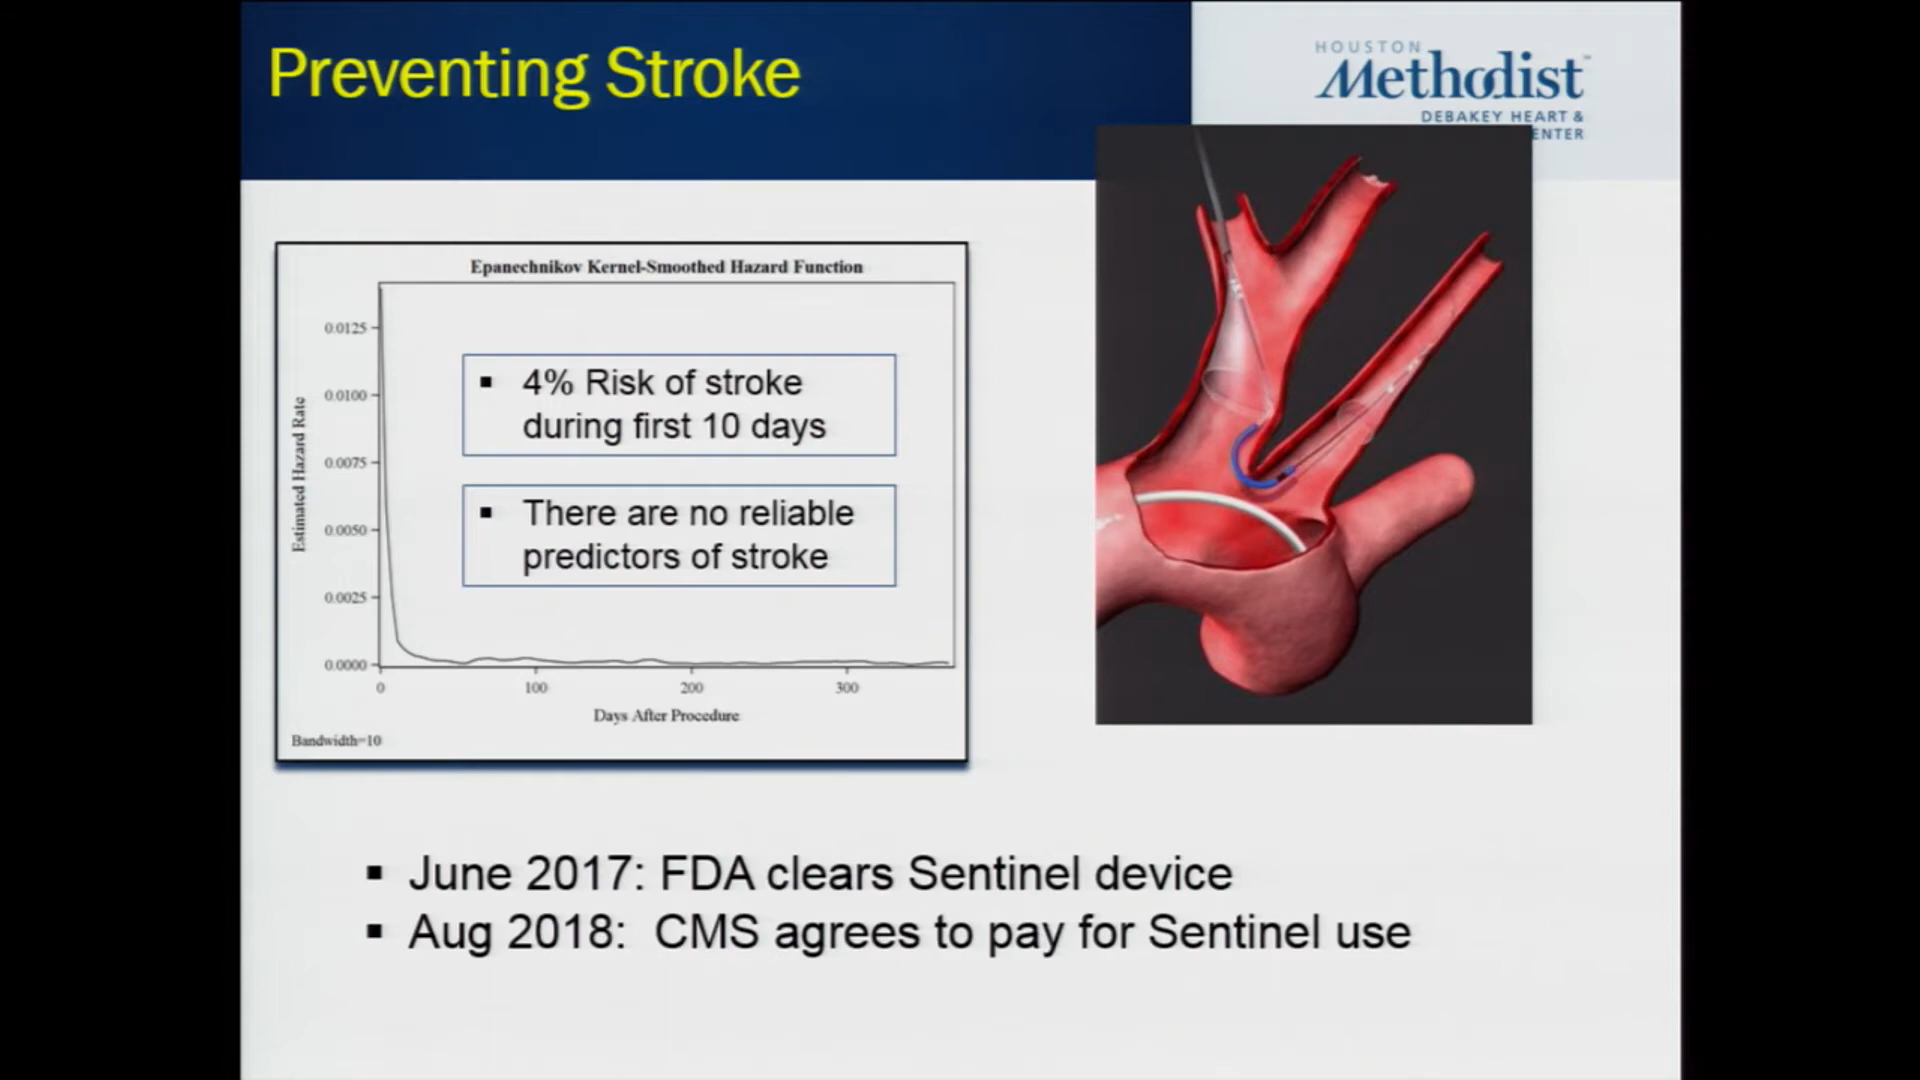 Preventing Stroke
HOUSTON
Methodist
DEBAKEY HEART &
ENTER
Epanechnikov Kernel-Smoothed Hazard Function
0.0125
0.0100
0.0075
0.0050
0.0025
0.0000
Estimated Hazard Rate
▪ 4% Risk of stroke
during first 10 days
▪ There are no reliable
predictors of stroke
0 100 200 300
Days After Procedure
Bandwidth=10
▪ June 2017: FDA clears Sentinel device
▪ Aug 2018: CMS agrees to pay for Sentinel use